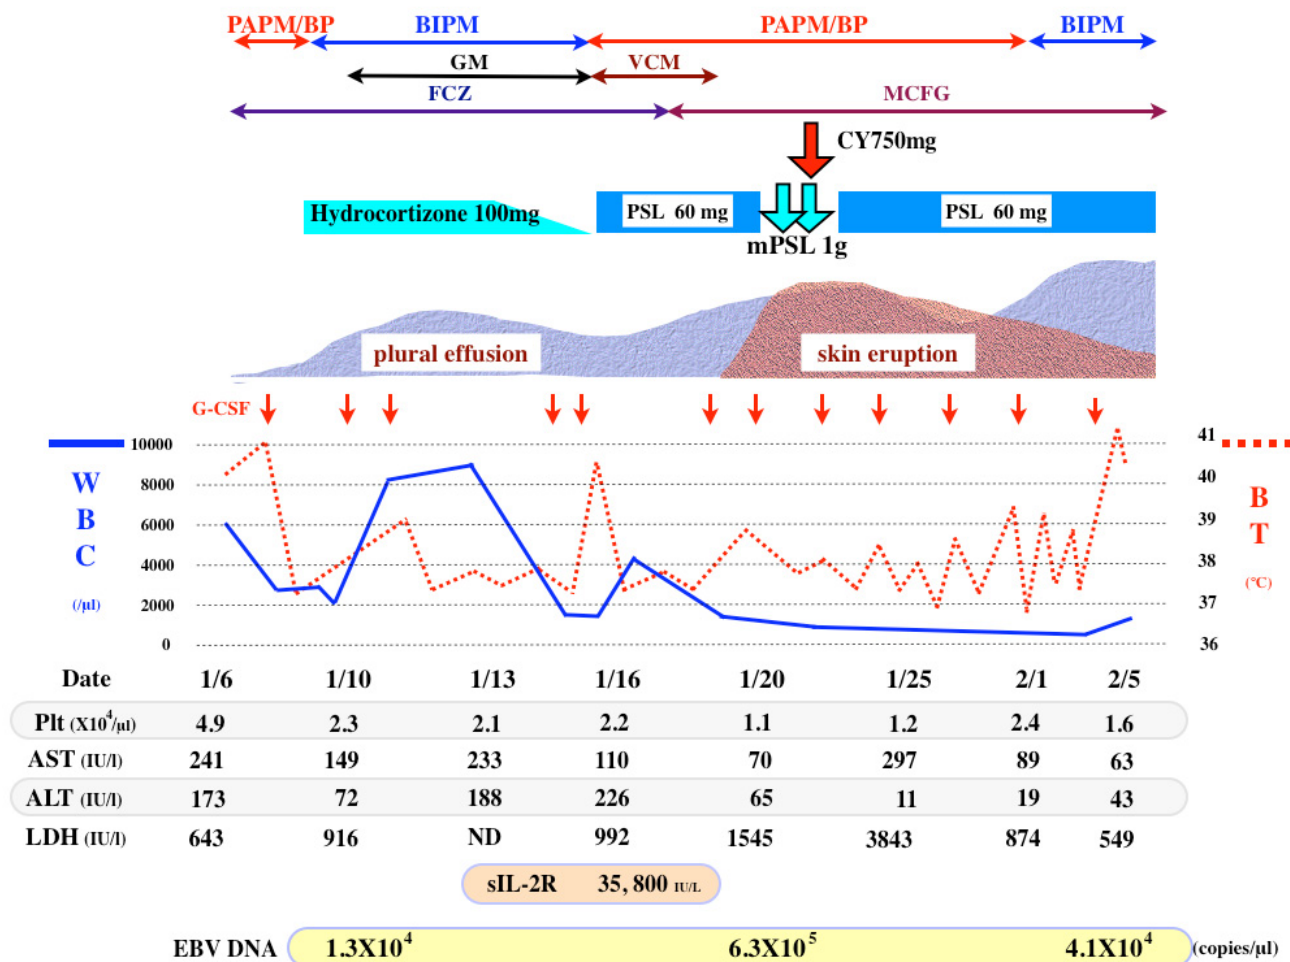 PAPM/BP BIPM PAPM/BP BIPM
GM VCM
FCZ MCFG
CY750mg
Hydrocortizone 100mg PSL 60 mg PSL 60 mg
mPSL 1g
plural effusion skin eruption
G-CSF
10000 41
W 8000 40 B
B 6000 39 T
C 4000 38
(/µl) 2000 37 (°C)
0 36
Date 1/6 1/10 1/13 1/16 1/20 1/25 2/1 2/5
Plt (X10⁴/µl) 4.9 2.3 2.1 2.2 1.1 1.2 2.4 1.6
AST (IU/l) 241 149 233 110 70 297 89 63
ALT (IU/l) 173 72 188 226 65 11 19 43
LDH (IU/l) 643 916 ND 992 1545 3843 874 549
sIL-2R 35, 800 IU/L
EBV DNA 1.3X10⁴ 6.3X10⁵ 4.1X10⁴ (copies/µl)